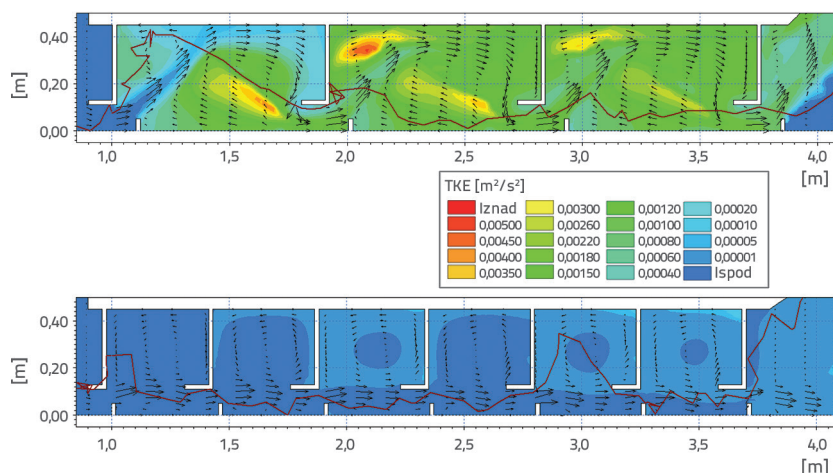 0,40
0,20
0,00
[m]
1,0 1,5 2,0 2,5 3,0 3,5 4,0
[m]
TKE [m²/s²]
Iznad 0,00300 0,00120 0,00020
0,00500 0,00260 0,00100 0,00010
0,00450 0,00220 0,00080 0,00005
0,00400 0,00180 0,00060 0,00001
0,00350 0,00150 0,00040 Ispod
0,40
0,20
0,00
[m]
1,0 1,5 2,0 2,5 3,0 3,5 4,0
[m]